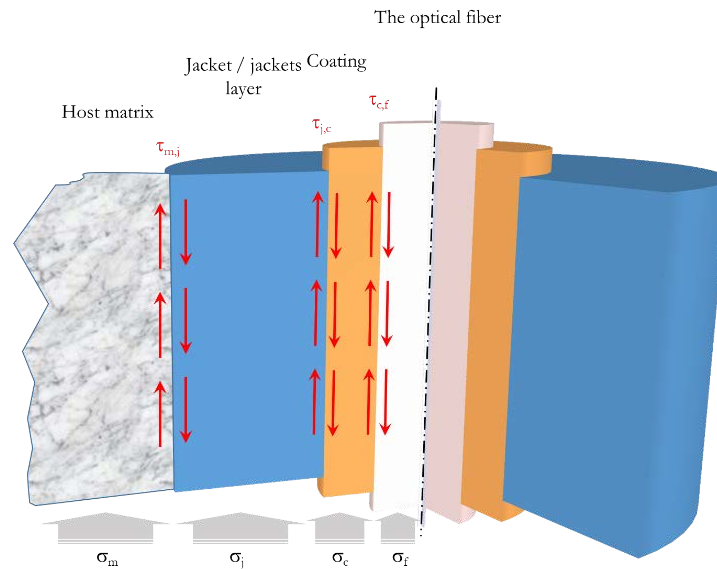 The optical fiber
Jacket / jackets Coating
layer
Host matrix
τc,f
τj,c
τm,j
σm
σj
σc
σf